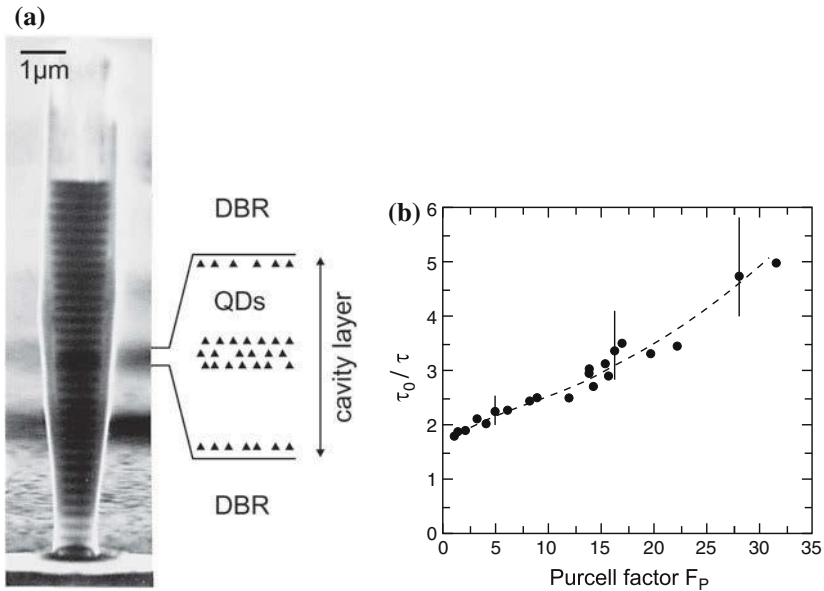 (a)
1μm
DBR
QDs
cavity layer
DBR
(b)
6
5
4
3
2
1
0
τ₀/ τ
0
5
10
15
20
25
30
35
Purcell factor Fₚ